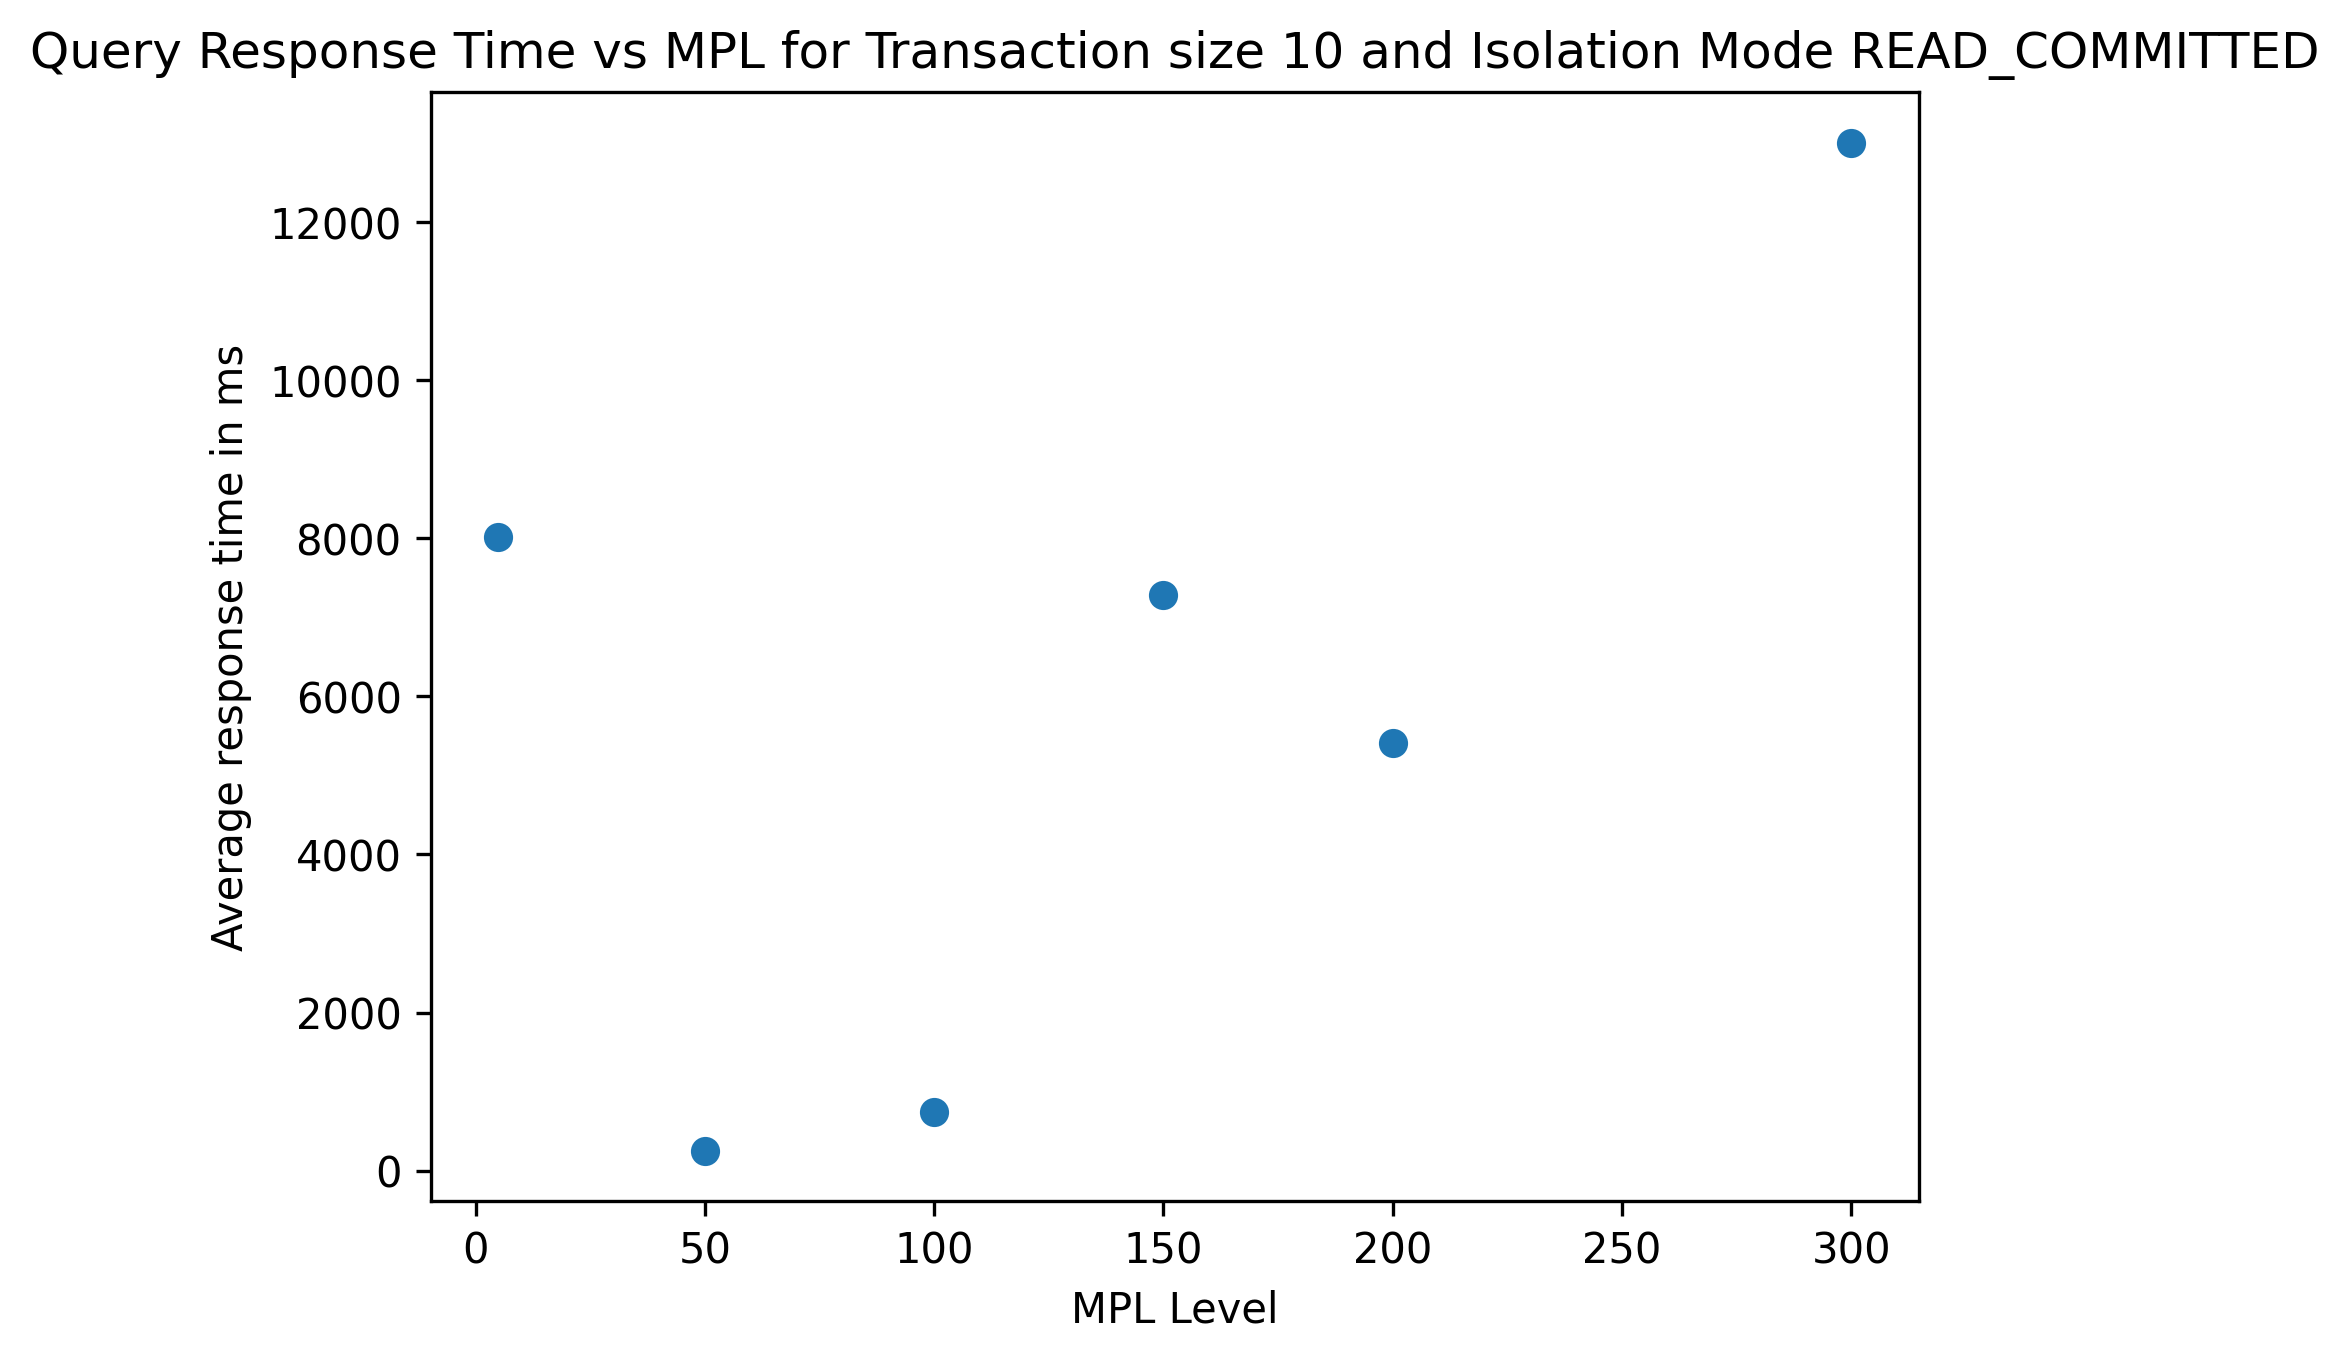 Query Response Time vs MPL for Transaction size 10 and Isolation Mode READ_COMMITTED
Average response time in ms
12000
10000
8000
6000
4000
2000
0
0 50 100 150 200 250 300
MPL Level